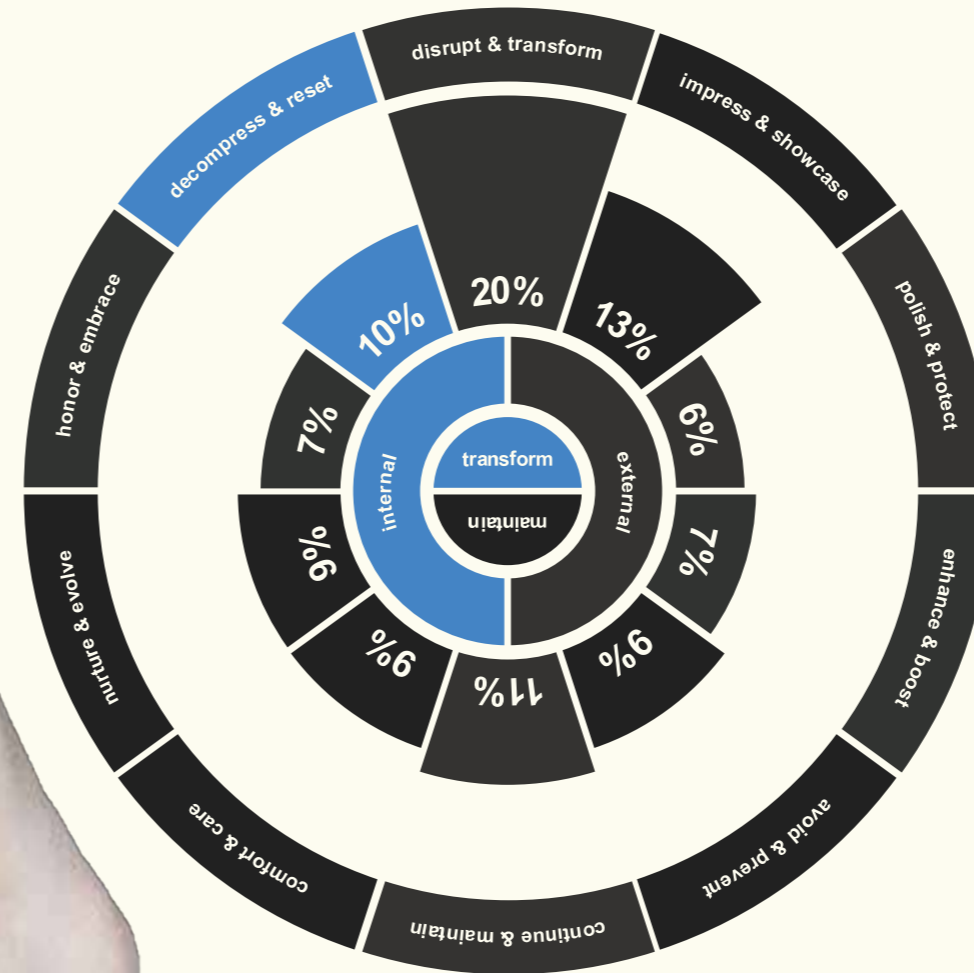 disrupt & transform
impress & showcase
polish & protect
enhance & boost
avoid & prevent
continue & maintain
comfort & care
nurture & evolve
honor & embrace
decompress & reset
20%
13%
6%
7%
9%
11%
9%
9%
7%
10%
internal
external
transform
maintain